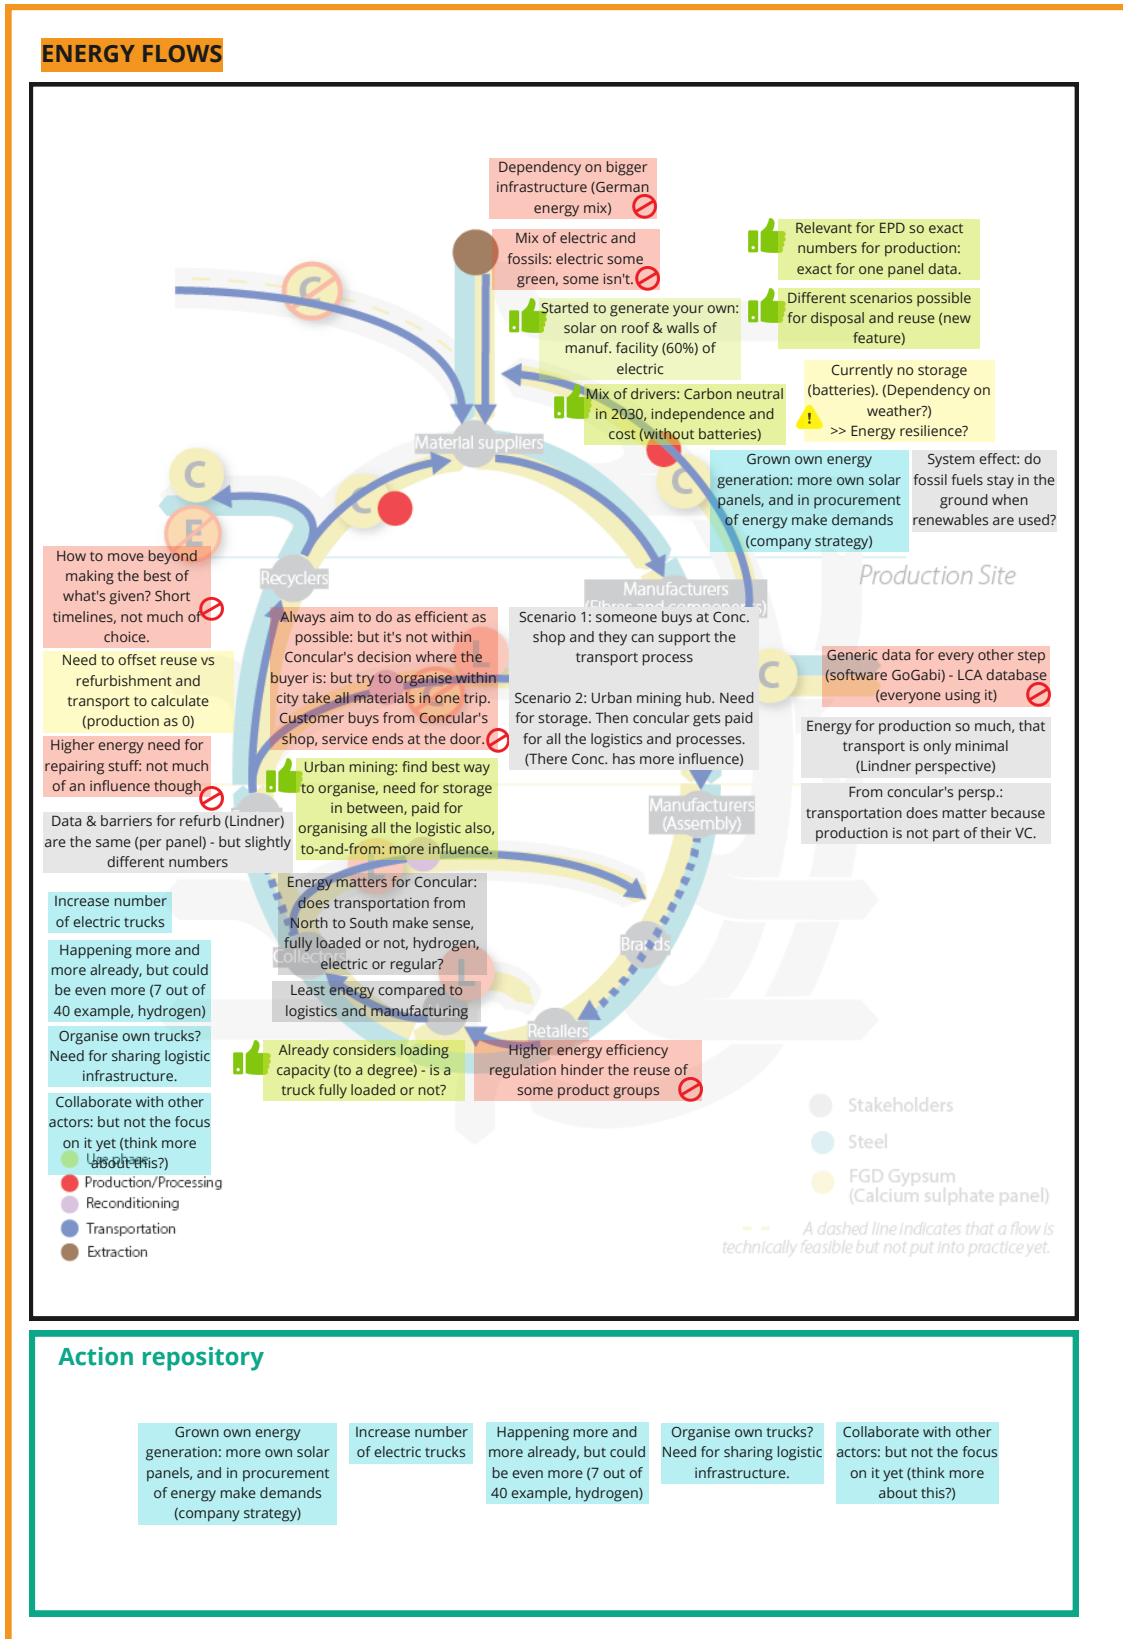 ENERGY FLOWS
Dependency on bigger
infrastructure (German
energy mix)
Mix of electric and
fossils: electric some
green, some isn't.
Started to generate your own:
solar on roof & walls of
manuf. facility (60%) of
electric
Mix of drivers: Carbon neutral
in 2030, independence and
cost (without batteries)
Relevant for EPD so exact
numbers for production:
exact for one panel data.
Different scenarios possible
for disposal and reuse (new
feature)
Currently no storage
(batteries). (Dependency on
weather?)
>> Energy resilience?
!
Grown own energy
generation: more own solar
panels, and in procurement
of energy make demands
(company strategy)
System effect: do
fossil fuels stay in the
ground when
renewables are used?
C
Material suppliers
C
C
C
E
Recyclers
Production Site
Manufacturers
(Fibres and components)
How to move beyond
making the best of
what's given? Short
timelines, not much of
choice.
Need to offset reuse vs
refurbishment and
transport to calculate
(production as 0)
Higher energy need for
repairing stuff: not much
of an influence though
Data & barriers for refurb (Lindner)
are the same (per panel) - but slightly
different numbers
Always aim to do as efficient as
possible: but it's not within
Concular's decision where the
buyer is: but try to organise within
city take all materials in one trip.
Customer buys from Concular's
shop, service ends at the door.
L
C
Scenario 1: someone buys at Conc.
shop and they can support the
transport process
Scenario 2: Urban mining hub. Need
for storage. Then concular gets paid
for all the logistics and processes.
(There Conc. has more influence)
C
Generic data for every other step
(software GoGabi) - LCA database
(everyone using it)
Energy for production so much, that
transport is only minimal
(Lindner perspective)
From concular's persp.:
transportation does matter because
production is not part of their VC.
Urban mining: find best way
to organise, need for storage
in between, paid for
organising all the logistic also,
to-and-from: more influence.
Manufacturers
(Assembly)
L
Energy matters for Concular:
does transportation from
North to South make sense,
fully loaded or not, hydrogen,
electric or regular?
Collectors
Brands
L
Least energy compared to
logistics and manufacturing
Retailers
Increase number
of electric trucks
Happening more and
more already, but could
be even more (7 out of
40 example, hydrogen)
Organise own trucks?
Need for sharing logistic
infrastructure.
Collaborate with other
actors: but not the focus
on it yet (think more
about this?)
Already considers loading
capacity (to a degree) - is a
truck fully loaded or not?
Higher energy efficiency
regulation hinder the reuse of
some product groups
Use phase
Production/Processing
Reconditioning
Transportation
Extraction
Stakeholders
Steel
FGD Gypsum
(Calcium sulphate panel)
A dashed line indicates that a flow is
technically feasible but not put into practice yet.
Action repository
Grown own energy
generation: more own solar
panels, and in procurement
of energy make demands
(company strategy)
Increase number
of electric trucks
Happening more and
more already, but could
be even more (7 out of
40 example, hydrogen)
Organise own trucks?
Need for sharing logistic
infrastructure.
Collaborate with other
actors: but not the focus
on it yet (think more
about this?)